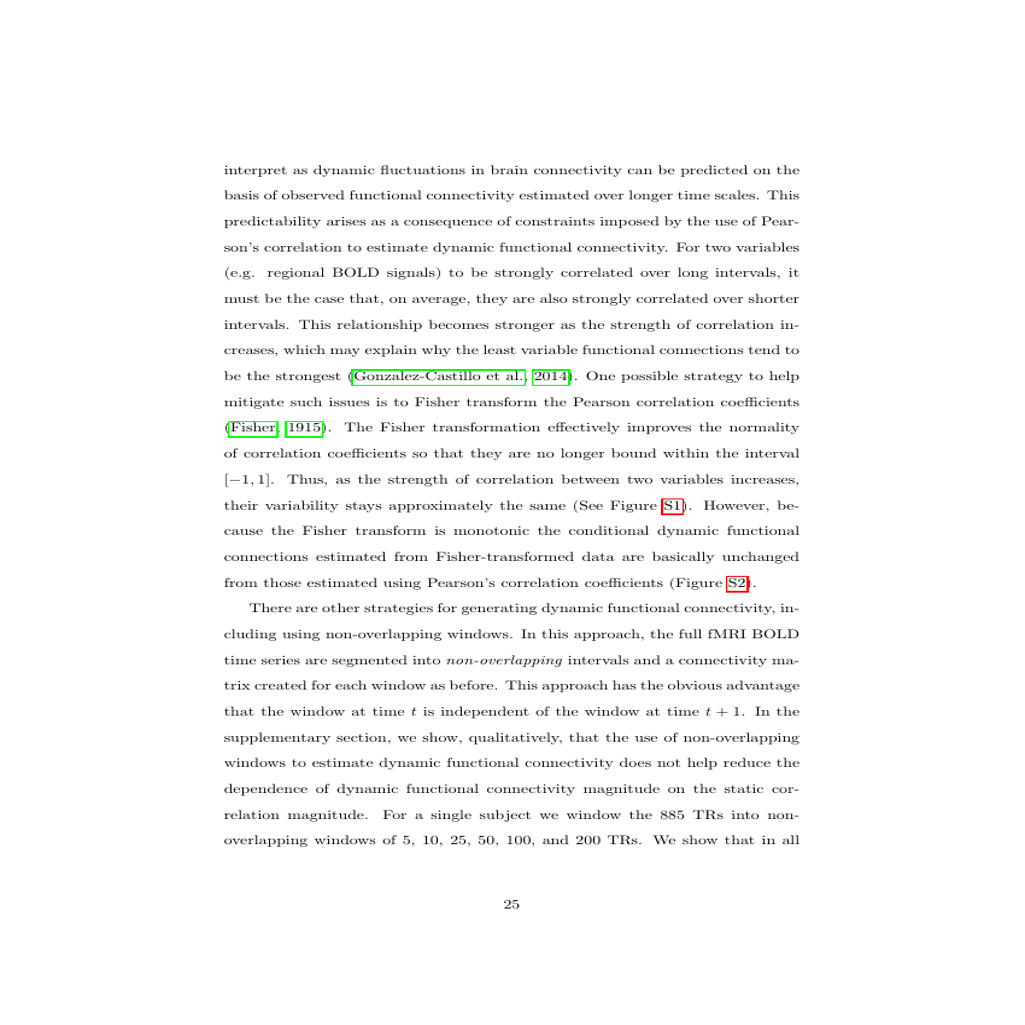 interpret as dynamic fluctuations in brain connectivity can be predicted on the
basis of observed functional connectivity estimated over longer time scales. This
predictability arises as a consequence of constraints imposed by the use of Pear-
son's correlation to estimate dynamic functional connectivity. For two variables
(e.g. regional BOLD signals) to be strongly correlated over long intervals, it
must be the case that, on average, they are also strongly correlated over shorter
intervals. This relationship becomes stronger as the strength of correlation in-
creases, which may explain why the least variable functional connections tend to
be the strongest (Gonzalez-Castillo et al., 2014). One possible strategy to help
mitigate such issues is to Fisher transform the Pearson correlation coefficients
(Fisher, 1915). The Fisher transformation effectively improves the normality
of correlation coefficients so that they are no longer bound within the interval
[−1, 1]. Thus, as the strength of correlation between two variables increases,
their variability stays approximately the same (See Figure S1). However, be-
cause the Fisher transform is monotonic the conditional dynamic functional
connections estimated from Fisher-transformed data are basically unchanged
from those estimated using Pearson's correlation coefficients (Figure S2).
There are other strategies for generating dynamic functional connectivity, in-
cluding using non-overlapping windows. In this approach, the full fMRI BOLD
time series are segmented into non-overlapping intervals and a connectivity ma-
trix created for each window as before. This approach has the obvious advantage
that the window at time t is independent of the window at time t + 1. In the
supplementary section, we show, qualitatively, that the use of non-overlapping
windows to estimate dynamic functional connectivity does not help reduce the
dependence of dynamic functional connectivity magnitude on the static cor-
relation magnitude. For a single subject we window the 885 TRs into non-
overlapping windows of 5, 10, 25, 50, 100, and 200 TRs. We show that in all
25